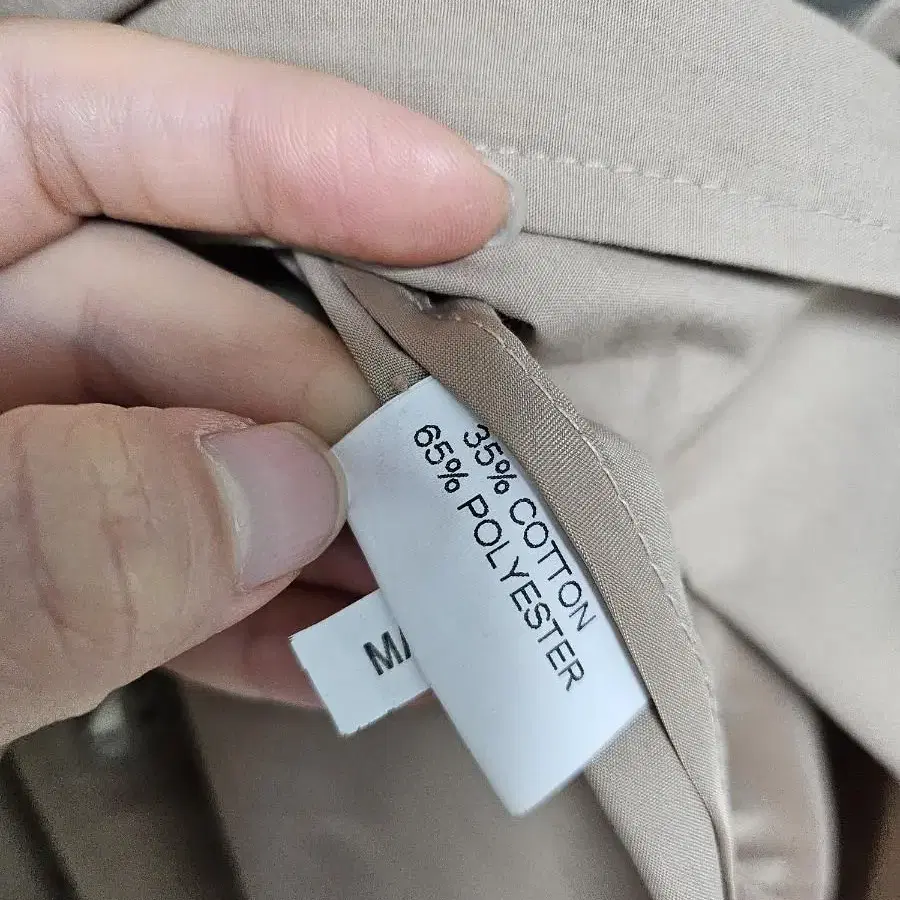 35% COTTON
65% POLYESTER
MA